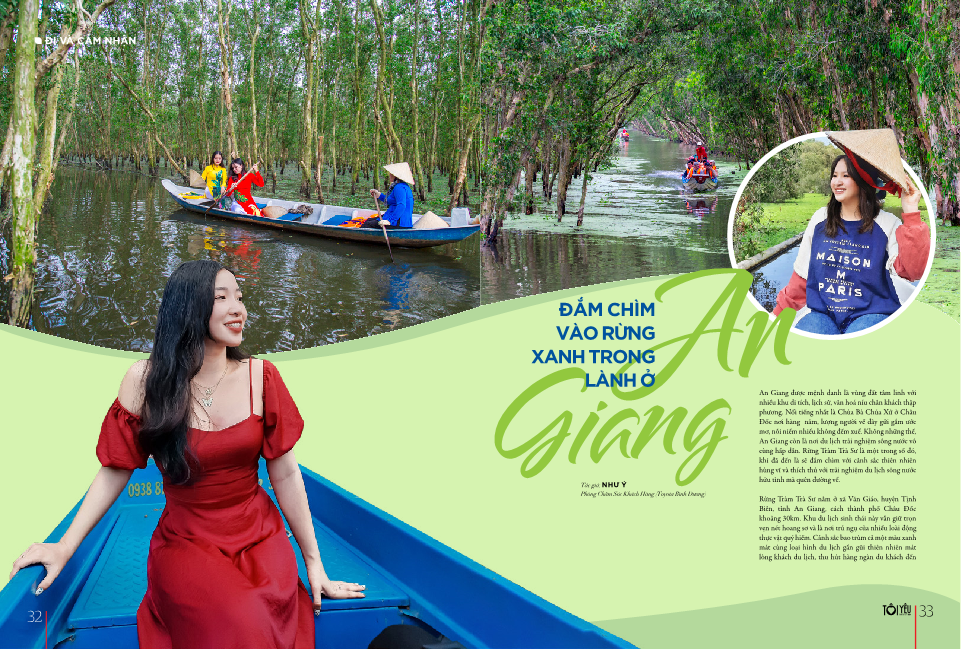 ĐI VÀ CẢM NHẬN
ĐẮM CHÌM
VÀO RỪNG
XANH TRONG
LÀNH Ở
An
Giang
Tác giả: NHƯ Ý
Phòng Chăm Sóc Khách Hàng (Toyota Bình Dương)
MAISON
M
PARIS
An Giang được mệnh danh là vùng đất tâm linh với
nhiều khu di tích, lịch sử, văn hoá níu chân khách thập
phương. Nổi tiếng nhất là Chùa Bà Chúa Xứ ở Châu
Đốc nơi hàng năm, lượng người về đây gửi gắm ước
mơ, nỗi niềm nhiều không đếm xuể. Không những thế,
An Giang còn là nơi du lịch trải nghiệm sông nước vô
cùng hấp dẫn. Rừng Tràm Trà Sư là một trong số đó,
khi đã đến là sẽ đắm chìm với cảnh sắc thiên nhiên
hùng vĩ và thích thú với trải nghiệm du lịch sông nước
hữu tình mà quên đường về.
Rừng Tràm Trà Sư nằm ở xã Văn Giáo, huyện Tịnh
Biên, tỉnh An Giang, cách thành phố Châu Đốc
khoảng 30km. Khu du lịch sinh thái này vẫn giữ trọn
vẹn nét hoang sơ và là nơi trú ngụ của nhiều loài động
thực vật quý hiếm. Cảnh sắc bao trùm cả một màu xanh
mát cùng loại hình du lịch gần gũi thiên nhiên mát
lòng khách du lịch, thu hút hàng ngàn du khách đến
0938 8
32
TÔI YÊU
33